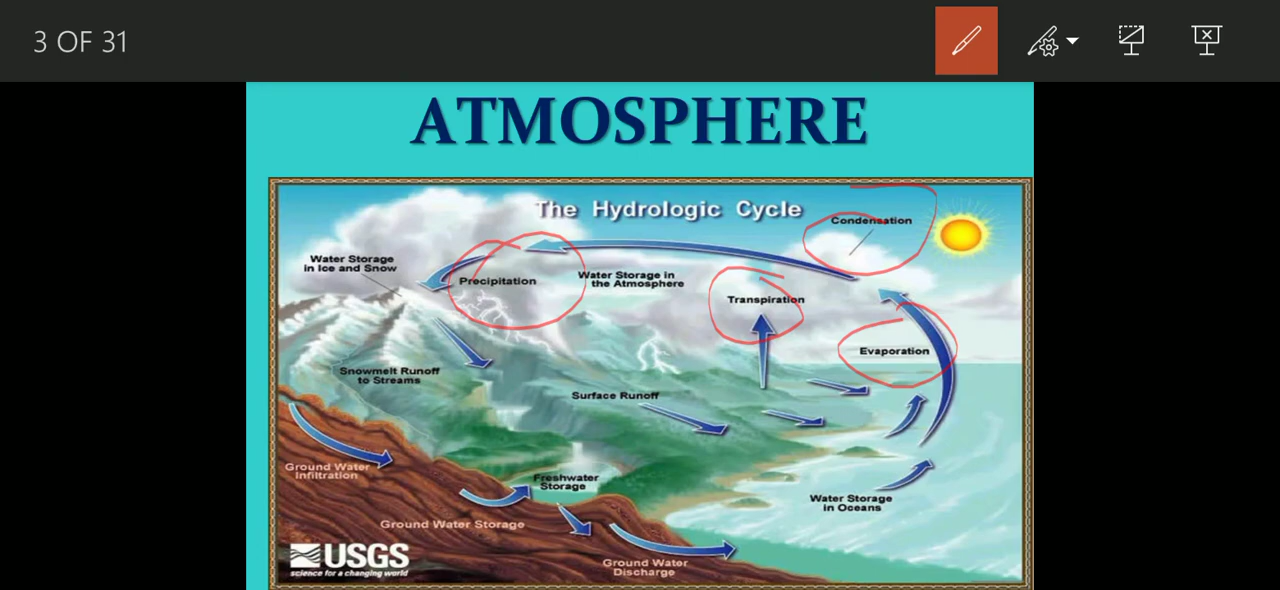 3 OF 31
ATMOSPHERE
The Hydrologic Cycle
Condensation
Water Storage
in Ice and Snow
Precipitation
Water Storage in
the Atmosphere
Transpiration
Evaporation
Snowmelt Runoff
to Streams
Surface Runoff
Ground Water
Infiltration
Freshwater
Storage
Water Storage
in Oceans
Ground Water Storage
USGS
science for a changing world
Ground Water
Discharge